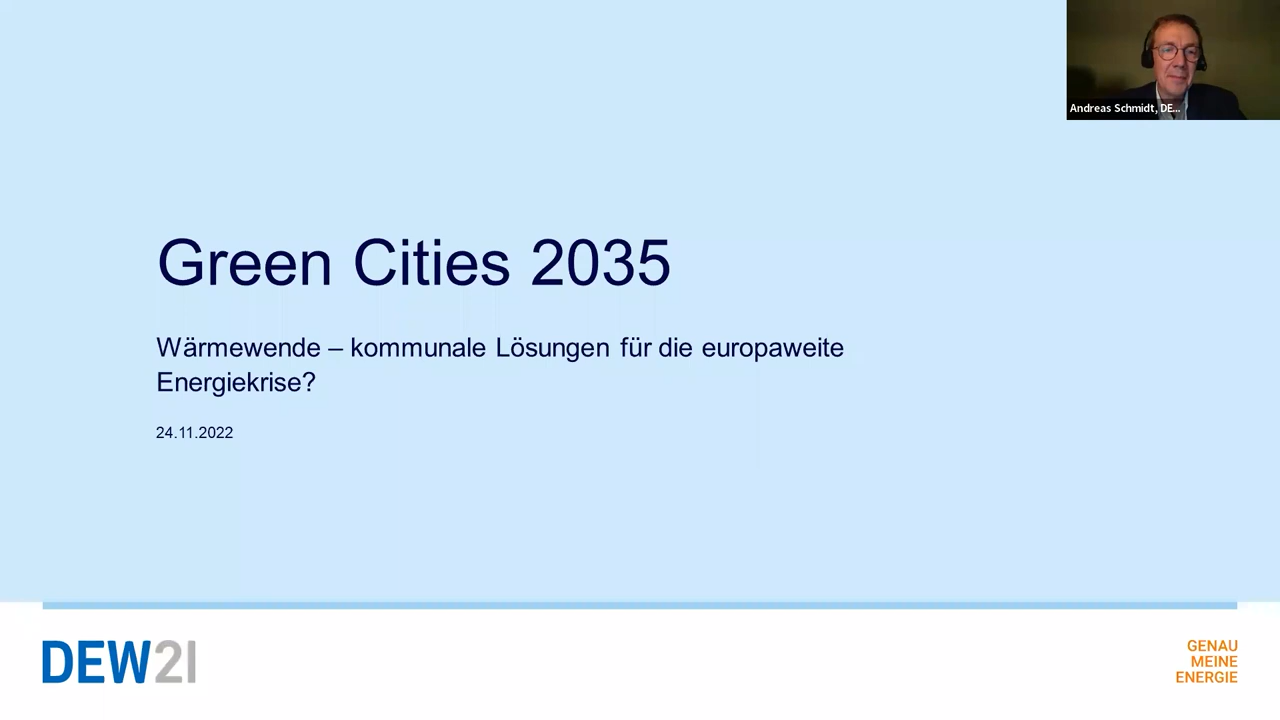 Andreas Schmidt, DE...
Green Cities 2035
Wärmewende – kommunale Lösungen für die europaweite
Energiekrise?
24.11.2022
DEW21
GENAU
MEINE
ENERGIE